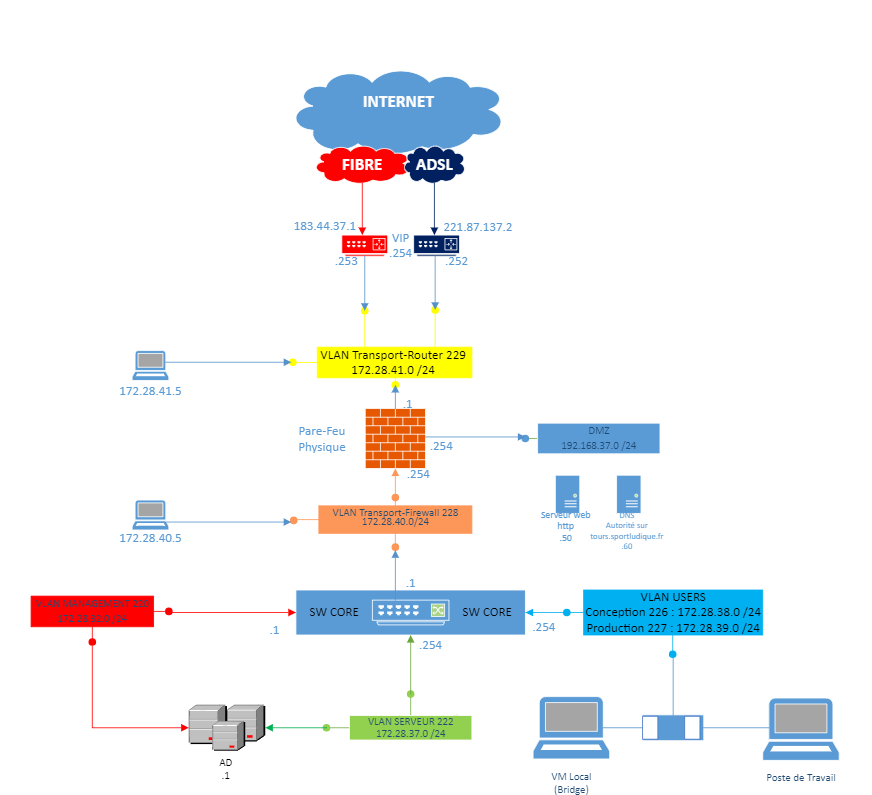 INTERNET
FIBRE
ADSL
183.44.37.1
VIP
.254
221.87.137.2
.253
.252
VLAN Transport-Router 229
172.28.41.0 /24
172.28.41.5
.1
Pare-Feu
Physique
.254
DMZ
192.168.37.0 /24
.254
VLAN Transport-Firewall 228
172.28.40.0/24
172.28.40.5
Serveur web
http
.50
DNS
Autorité sur
tours.sportludique.fr
.60
.1
VLAN MANAGEMENT 220
SW CORE
SW CORE
VLAN USERS
Conception 226 : 172.28.38.0 /24
Production 227 : 172.28.39.0 /24
.1
.254
.254
VLAN SERVEUR 222
172.28.37.0 /24
AD
.1
VM Local
(Bridge)
Poste de Travail